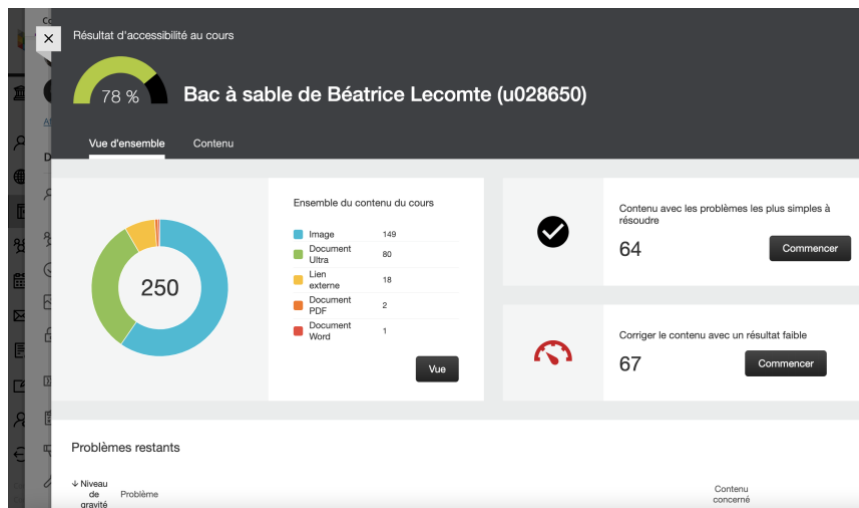 Résultat d'accessibilité au cours
78 %
Bac à sable de Béatrice Lecomte (u028650)
Vue d'ensemble
Contenu
250
Ensemble du contenu du cours
Image 149
Document
Ultra 80
Lien
externe 18
Document
PDF 2
Document
Word 1
Vue
Contenu avec les problèmes les plus simples à
résoudre
64
Commencer
Corriger le contenu avec un résultat faible
67
Commencer
Problèmes restants
↓ Niveau
de
gravité
Problème
Contenu
concerné